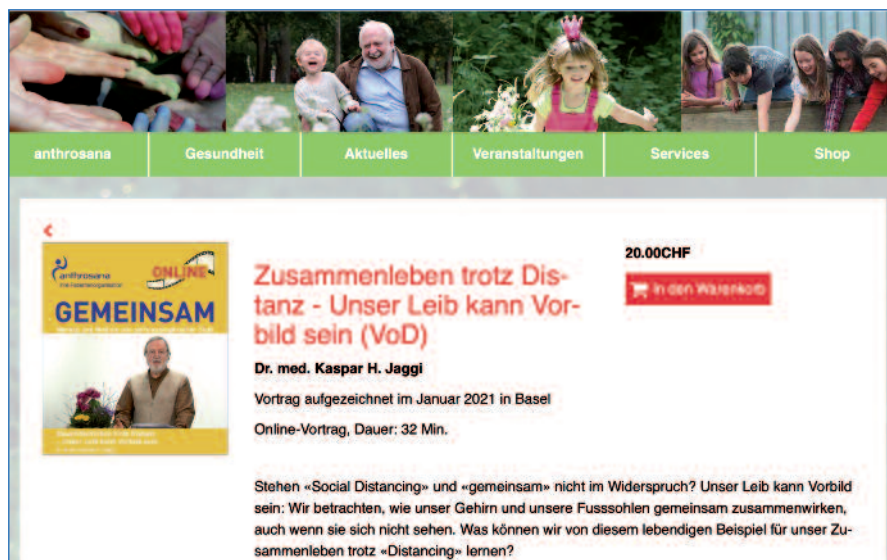 anthrosana
Gesundheit
Aktuelles
Veranstaltungen
Services
Shop
anthrosana
ONLINE
GEMEINSAM
Zusammenleben trotz Dis-
tanz - Unser Leib kann Vor-
bild sein (VoD)
Dr. med. Kaspar H. Jaggi
Vortrag aufgezeichnet im Januar 2021 in Basel
Online-Vortrag, Dauer: 32 Min.
20.00CHF
In den Warenkorb
Stehen «Social Distancing» und «gemeinsam» nicht im Widerspruch? Unser Leib kann Vorbild
sein: Wir betrachten, wie unser Gehirn und unsere Fusssohlen gemeinsam zusammenwirken,
auch wenn sie sich nicht sehen. Was können wir von diesem lebendigen Beispiel für unser Zu-
sammenleben trotz «Distancing» lernen?